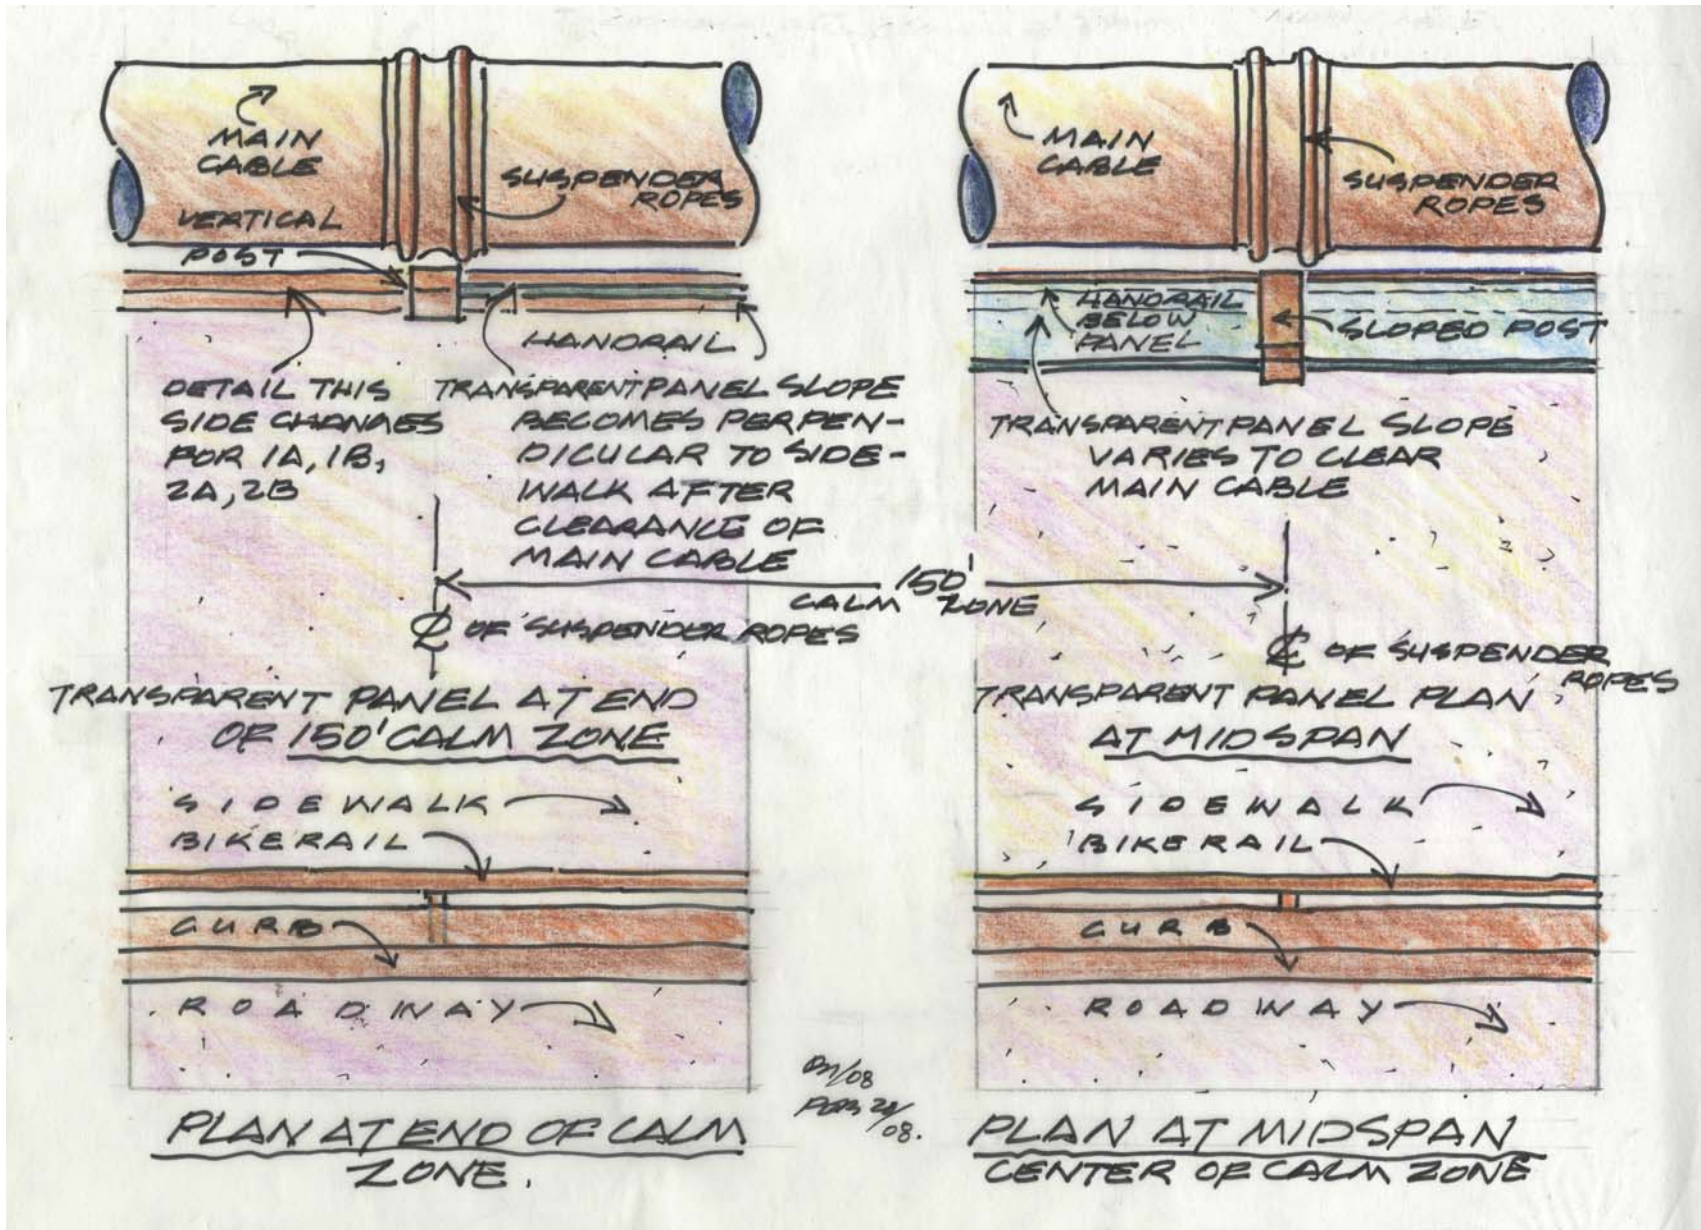 MAIN
CABLE
SUSPENDER
ROPES
VERTICAL
POST
HANDRAIL
DETAIL THIS
SIDE CHANGES
FOR 1A, 1B,
2A, 2B
TRANSPARENT PANEL SLOPE
BECOMES PERPEN-
DICULAR TO SIDE-
WALK AFTER
CLEARANCE OF
MAIN CABLE
150'
CALM ZONE
℄ OF SUSPENDER ROPES
TRANSPARENT PANEL AT END
OF 150' CALM ZONE
SIDEWALK
BIKERAIL
CURB
ROADWAY
PLAN AT END OF CALM
ZONE.
MAIN
CABLE
SUSPENDER
ROPES
HANDRAIL
BELOW
PANEL
SLOPED POST
TRANSPARENT PANEL SLOPE
VARIES TO CLEAR
MAIN CABLE
℄ OF SUSPENDER
ROPES
TRANSPARENT PANEL PLAN
AT MIDSPAN
SIDEWALK
BIKERAIL
CURB
ROADWAY
PLAN AT MIDSPAN
CENTER OF CALM ZONE